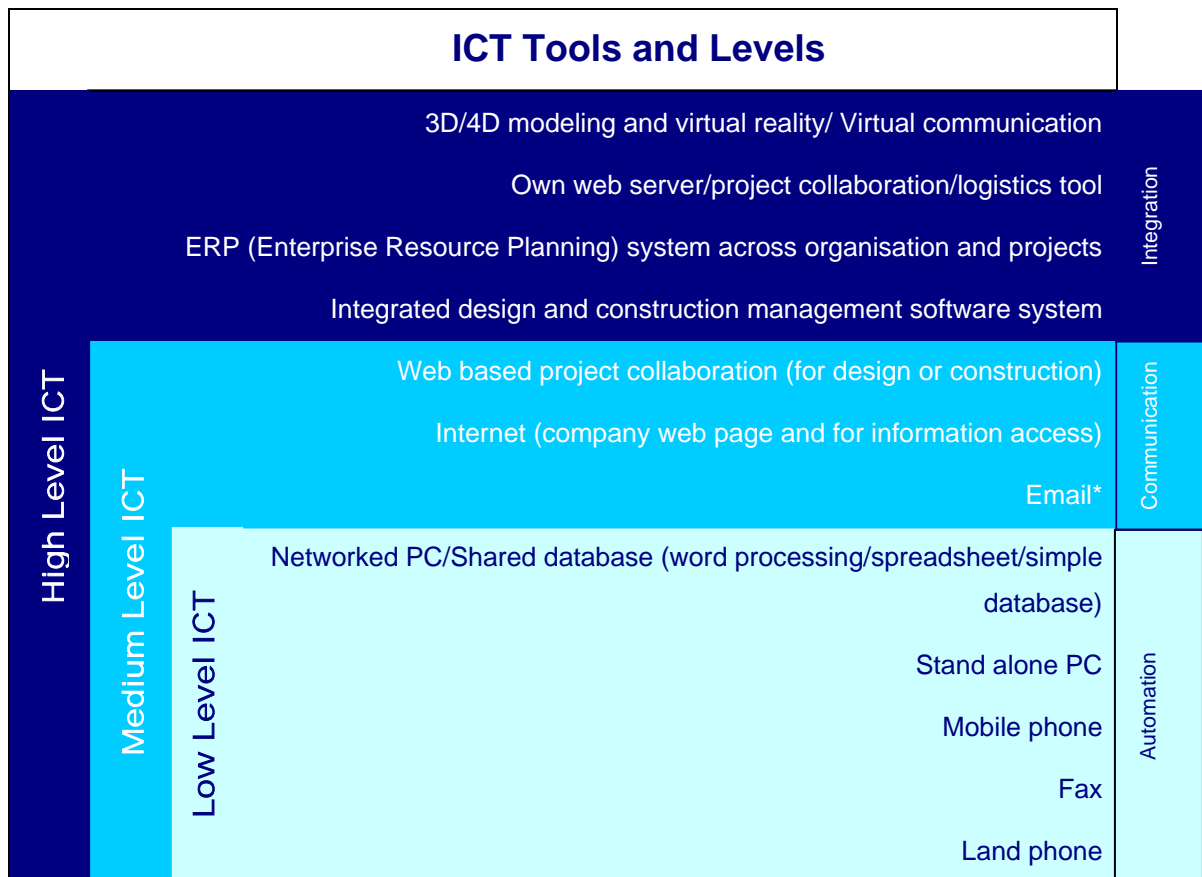 ICT Tools and Levels
3D/4D modeling and virtual reality/ Virtual communication
Own web server/project collaboration/logistics tool
ERP (Enterprise Resource Planning) system across organisation and projects
Integrated design and construction management software system
Integration
High Level ICT
Web based project collaboration (for design or construction)
Internet (company web page and for information access)
Email*
Communication
Medium Level ICT
Networked PC/Shared database (word processing/spreadsheet/simple
database)
Stand alone PC
Mobile phone
Fax
Land phone
Automation
Low Level ICT